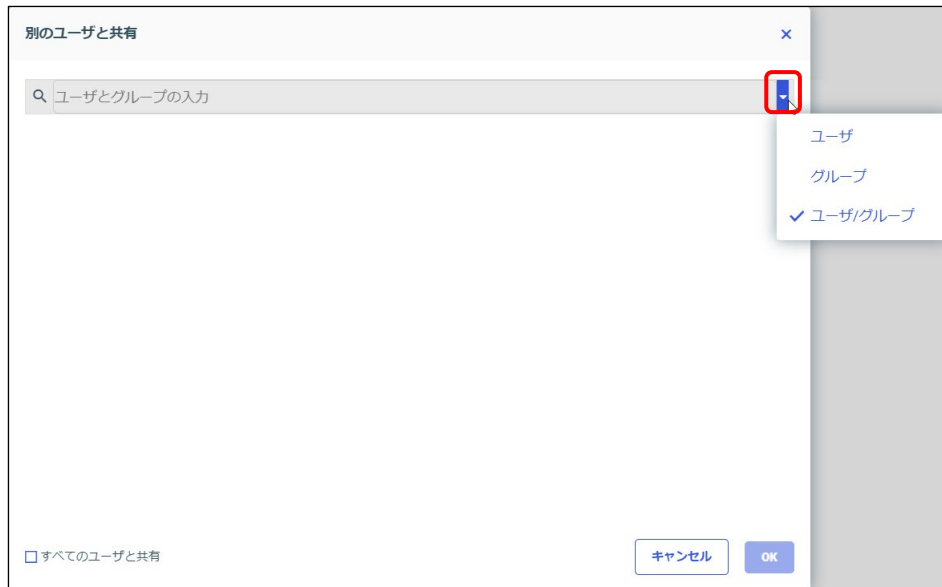 別のユーザと共有
ユーザとグループの入力
ユーザ
グループ
ユーザ/グループ
すべてのユーザと共有
キャンセル
OK